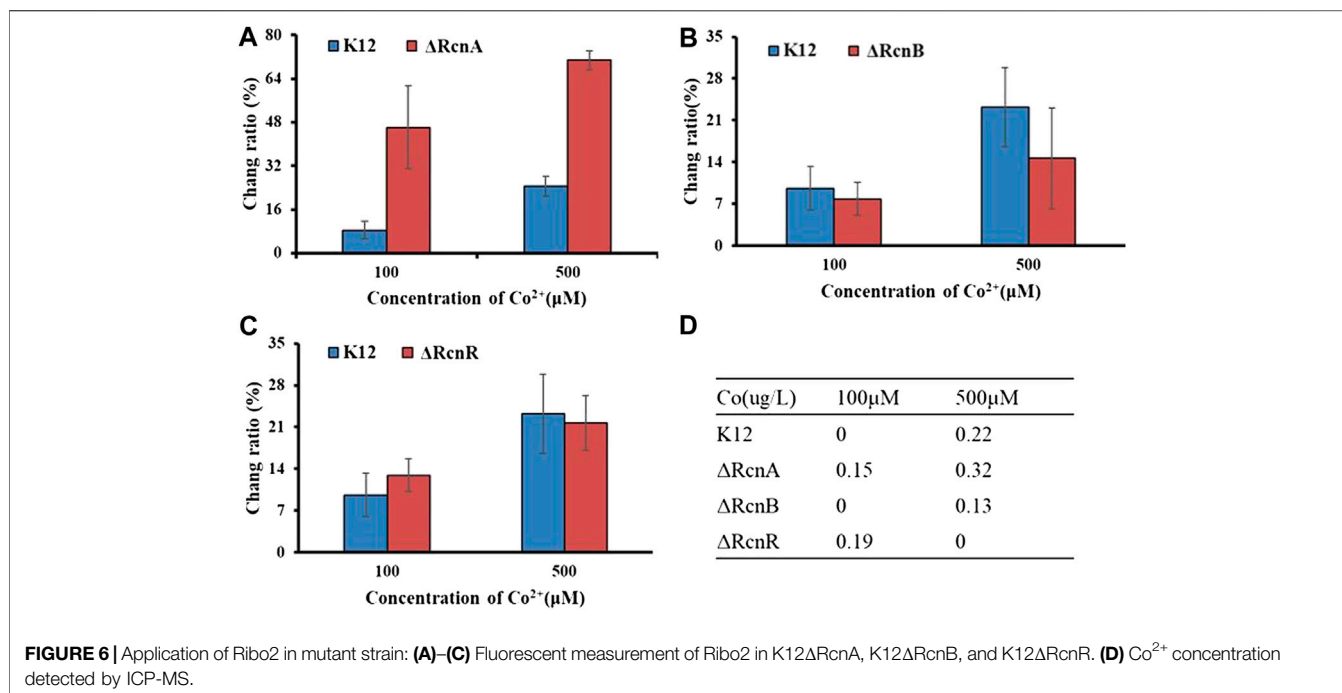 A
80
64
48
32
16
0
K12 ΔRcnA
Chang ratio (%)
100 500
Concentration of Co²⁺(μM)
B
35
28
21
14
7
0
K12 ΔRcnB
Chang ratio(%)
100 500
Concentration of Co²⁺(μM)
C
35
28
21
14
7
0
K12 ΔRcnR
Chang ratio (%)
100 500
Concentration of Co²⁺(μM)
D
Co(ug/L) 100μM 500μM
K12 0 0.22
ΔRcnA 0.15 0.32
ΔRcnB 0 0.13
ΔRcnR 0.19 0
FIGURE 6 | Application of Ribo2 in mutant strain: (A)–(C) Fluorescent measurement of Ribo2 in K12ΔRcnA, K12ΔRcnB, and K12ΔRcnR. (D) Co²⁺ concentration
detected by ICP-MS.